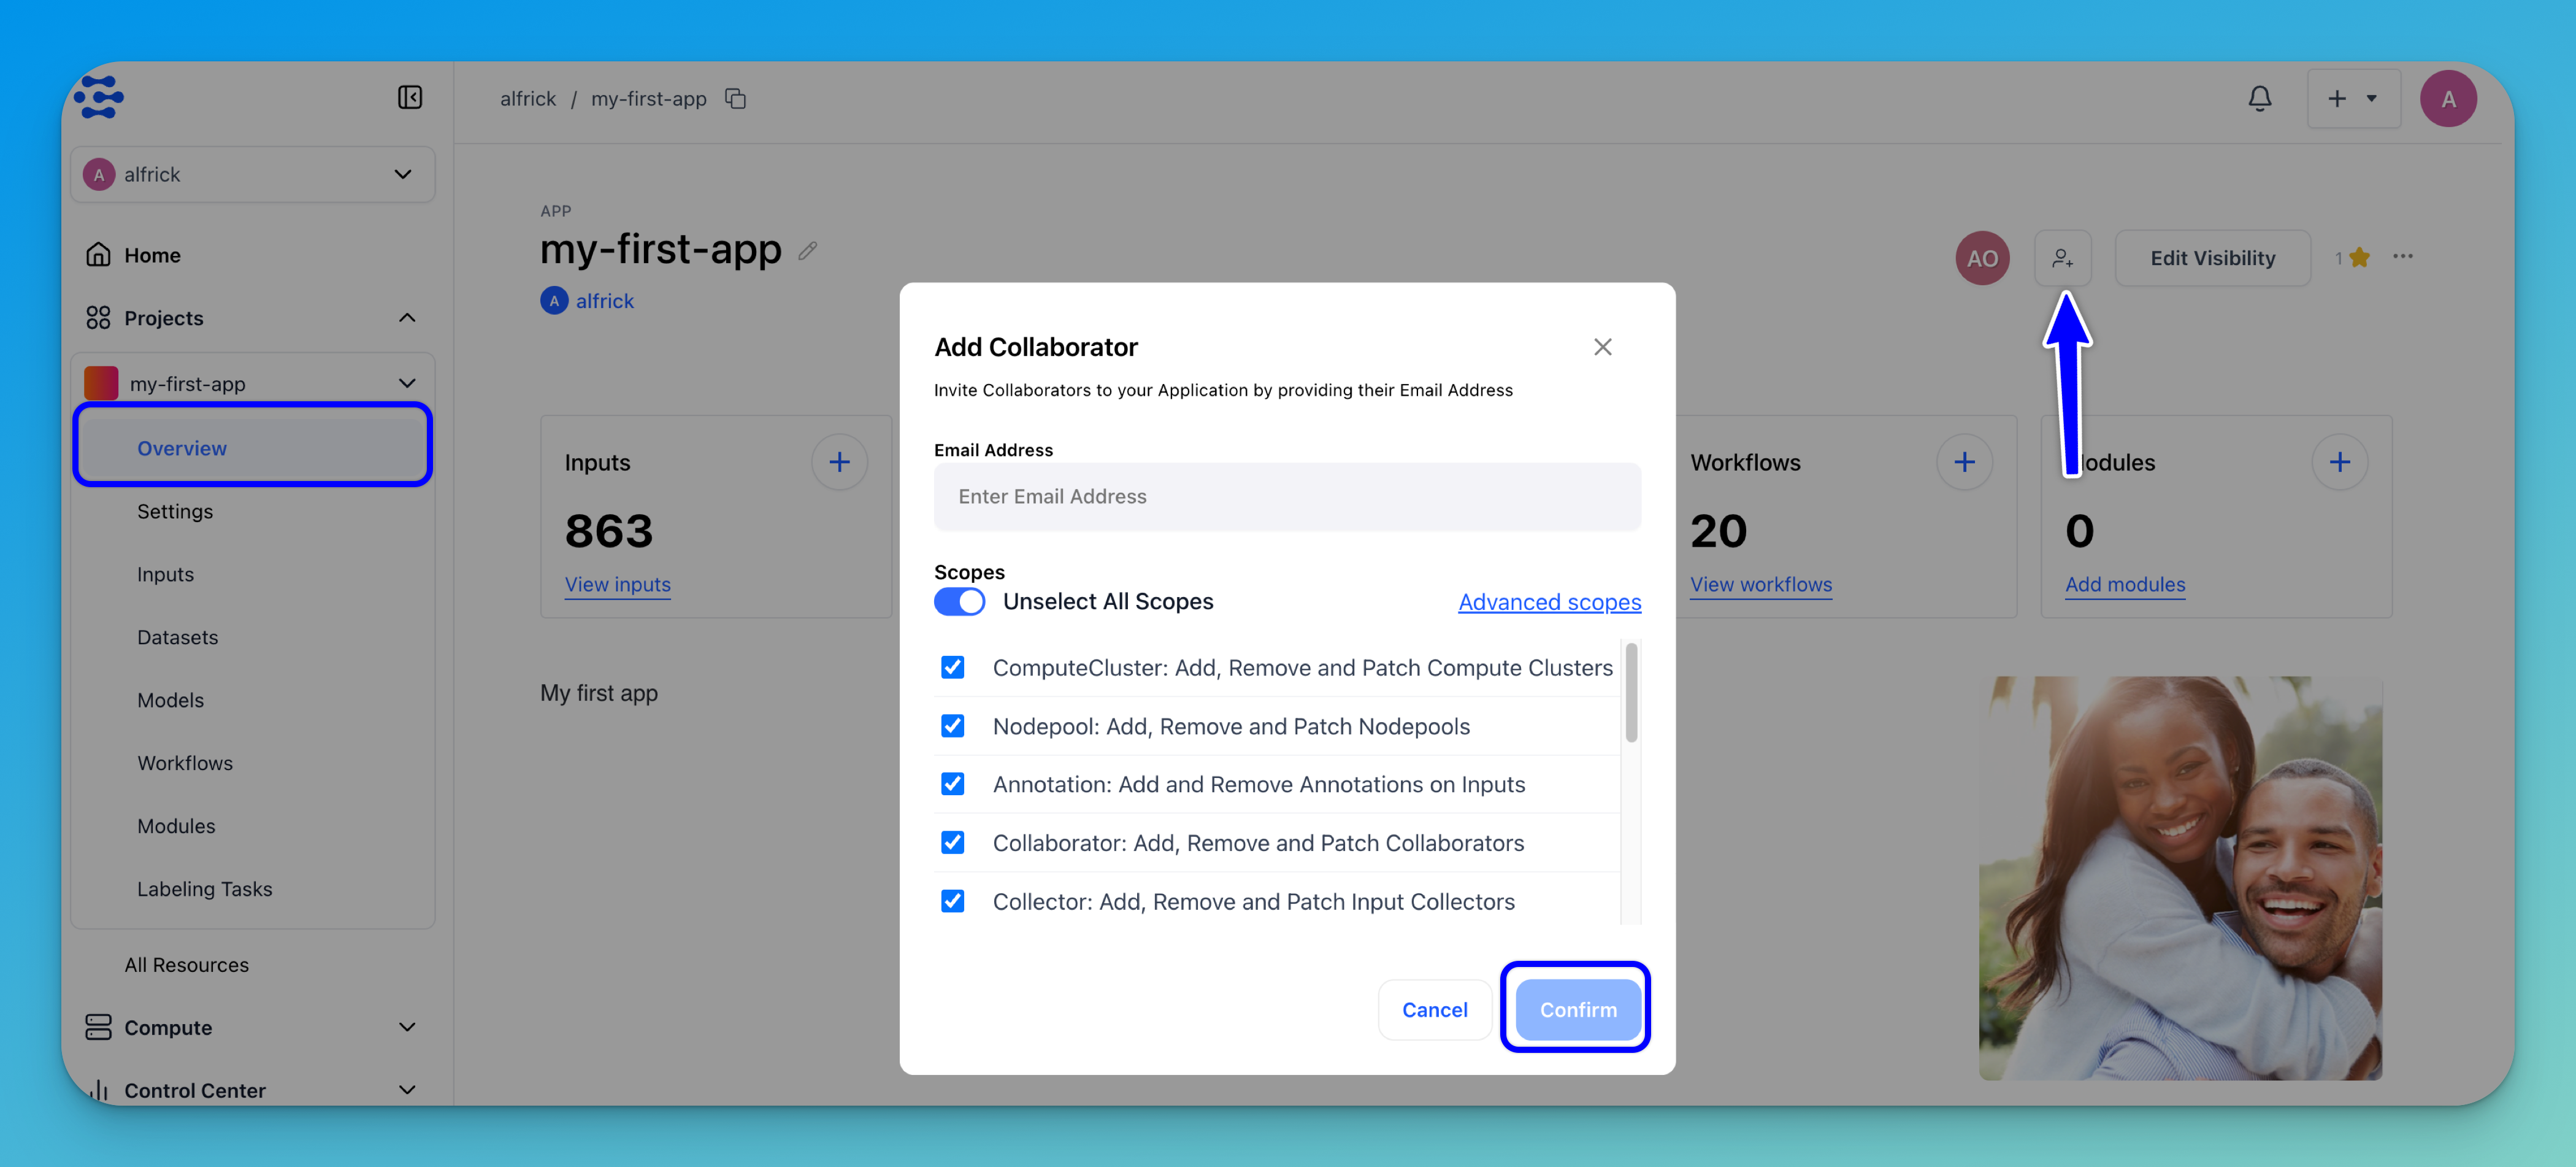 alfrick / my-first-app
A
A alfrick
Home
Projects
my-first-app
Overview
Settings
Inputs
Datasets
Models
Workflows
Modules
Labeling Tasks
All Resources
Compute
Control Center
APP
my-first-app
A alfrick
AO
Edit Visibility
1
Inputs
863
View inputs
Workflows
20
View workflows
0
Add modules
My first app
Add Collaborator
Invite Collaborators to your Application by providing their Email Address
Email Address
Enter Email Address
Scopes
Unselect All Scopes
Advanced scopes
ComputeCluster: Add, Remove and Patch Compute Clusters
Nodepool: Add, Remove and Patch Nodepools
Annotation: Add and Remove Annotations on Inputs
Collaborator: Add, Remove and Patch Collaborators
Collector: Add, Remove and Patch Input Collectors
Cancel
Confirm